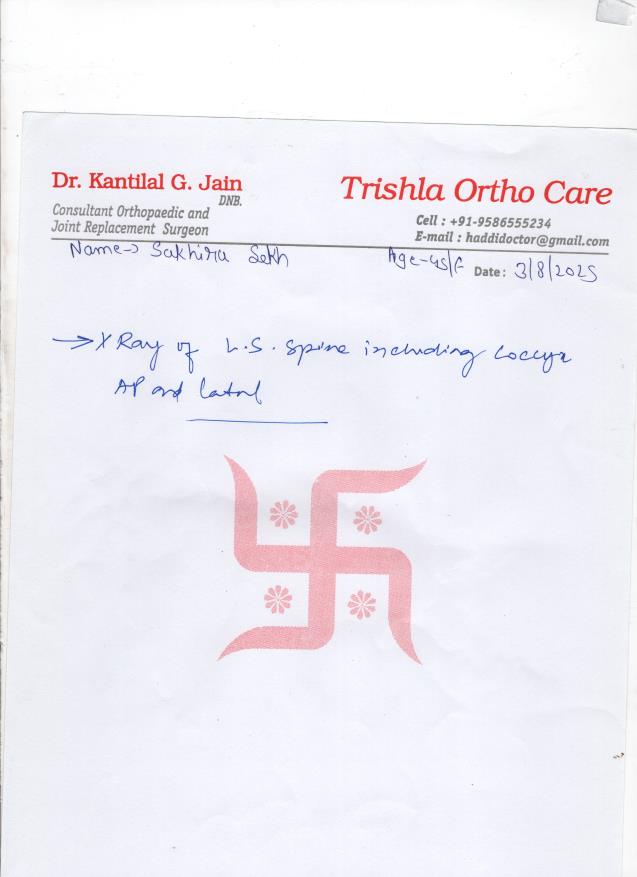 Dr. Kantilal G. Jain
DNB.
Consultant Orthopaedic and
Joint Replacement Surgeon
Trishla Ortho Care
Cell : +91-9586555234
E-mail : haddidoctor@gmail.com
Name→ Sakhira Sekh
Age-45/F
Date: 3/8/2025
→ X Ray of L.S. Spine including Coccyx
AP and Lateral